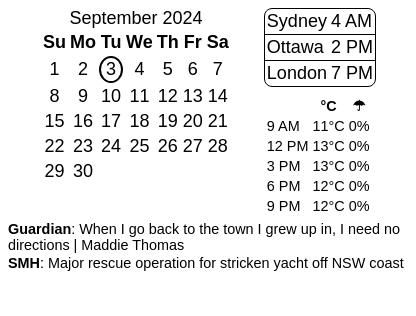 September 2024
Su Mo Tu We Th Fr Sa
1 2 3 4 5 6 7
8 9 10 11 12 13 14
15 16 17 18 19 20 21
22 23 24 25 26 27 28
29 30
Sydney 4 AM
Ottawa 2 PM
London 7 PM
°C ☂
9 AM 11°C 0%
12 PM 13°C 0%
3 PM 13°C 0%
6 PM 12°C 0%
9 PM 12°C 0%
Guardian: When I go back to the town I grew up in, I need no
directions | Maddie Thomas
SMH: Major rescue operation for stricken yacht off NSW coast